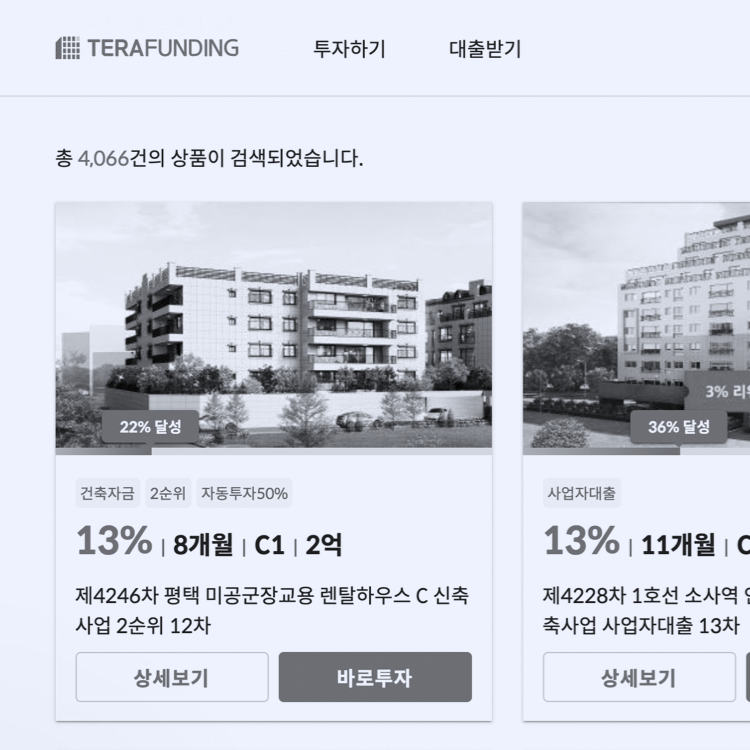 TERAFUNDING 투자하기 대출받기
총 4,066건의 상품이 검색되었습니다.
22% 달성
건축자금 2순위 자동투자50%
13% | 8개월 | C1 | 2억
제4246차 평택 미공군장교용 렌탈하우스 C 신축
사업 2순위 12차
상세보기 바로투자
3% 리
36% 달성
사업자대출
13% | 11개월 | C
제4228차 1호선 소사역
축사업 사업자대출 13차
상세보기